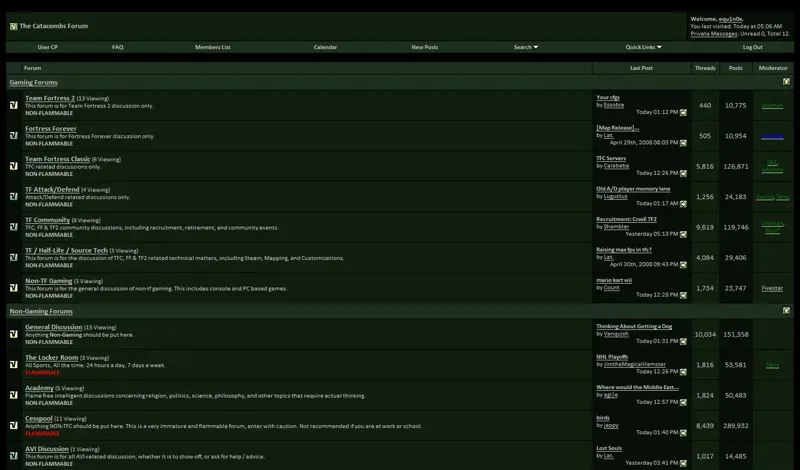 The Catacombs Forum
Welcome, equ1n0x.
You last visited: Today at 05:06 AM
Private Messages: Unread 0, Total 12.
User CP FAQ Members List Calendar New Posts Search Quick Links Log Out
Forum Last Post Threads Posts Moderator
Gaming Forums
Team Fortress 2 (13 Viewing)
This forum is for Team Fortress 2 discussion only.
NON-FLAMMABLE
Your cfgs
by Essobie
Today 01:12 PM
440 10,775
Fortress Forever
This forum is for Fortress Forever discussion only.
NON-FLAMMABLE
[Map Release]...
by Lat.
April 29th, 2008 08:03 PM
505 10,954
Team Fortress Classic (6 Viewing)
TFC related discussions only.
NON-FLAMMABLE
TFC Servers
by Calababa
Today 12:26 PM
5,816 126,871
TF Attack/Defend (4 Viewing)
Attack/Defend related discussions only.
NON-FLAMMABLE
Old A/D player memory lane
by Lugustus
Today 01:17 AM
1,256 24,183
TF Community (8 Viewing)
TFC, FF & TF2 community discussions, including recruitment, retirement, and community events.
NON-FLAMMABLE
Recruitment: CravE TF2
by Shambler
Yesterday 05:13 PM
9,619 119,746
TF / Half-Life / Source Tech (3 Viewing)
This forum is for the discussion of TFC, FF & TF2 related technical matters, including Steam, Mapping, and Customizations.
NON-FLAMMABLE
Raising max fps in tfc?
by Lat.
April 30th, 2008 09:43 PM
4,084 29,406
Non-TF Gaming (3 Viewing)
This forum is for the general discussion of non-tf gaming. This includes console and PC based games.
NON-FLAMMABLE
mario kart wii
by Count
Today 12:28 PM
1,734 23,747 Fivestar
Non-Gaming Forums
General Discussion (15 Viewing)
Anything Non-Gaming should be put here.
NON-FLAMMABLE
Thinking About Getting a Dog
by Vanquish
Today 01:31 PM
10,034 151,358
The Locker Room (3 Viewing)
All Sports, All the time. 24 hours a day, 7 days a week.
FLAMMABLE
NHL Playoffs
by JimtheMagicalHamster
Today 12:26 PM
1,816 53,581
Academy (5 Viewing)
Flame free intelligent discussions concerning religion, politics, science, philosophy, and other topics that require actual thinking.
NON-FLAMMABLE
Where would the Middle East...
by agile
Today 12:57 PM
1,824 50,483
Cesspool (11 Viewing)
Anything NON-TFC should be put here. This is a very immature and flammable forum, enter with caution. Not recommended if you are at work or school.
FLAMMABLE
birds
by jeppy
Today 01:40 PM
8,439 289,932
AVI Discussion (1 Viewing)
This forum is for all AVI-related discussion, whether it is to show off, or ask for help / advice.
NON-FLAMMABLE
Lost Souls
by Lat.
Yesterday 03:41 PM
1,017 14,485